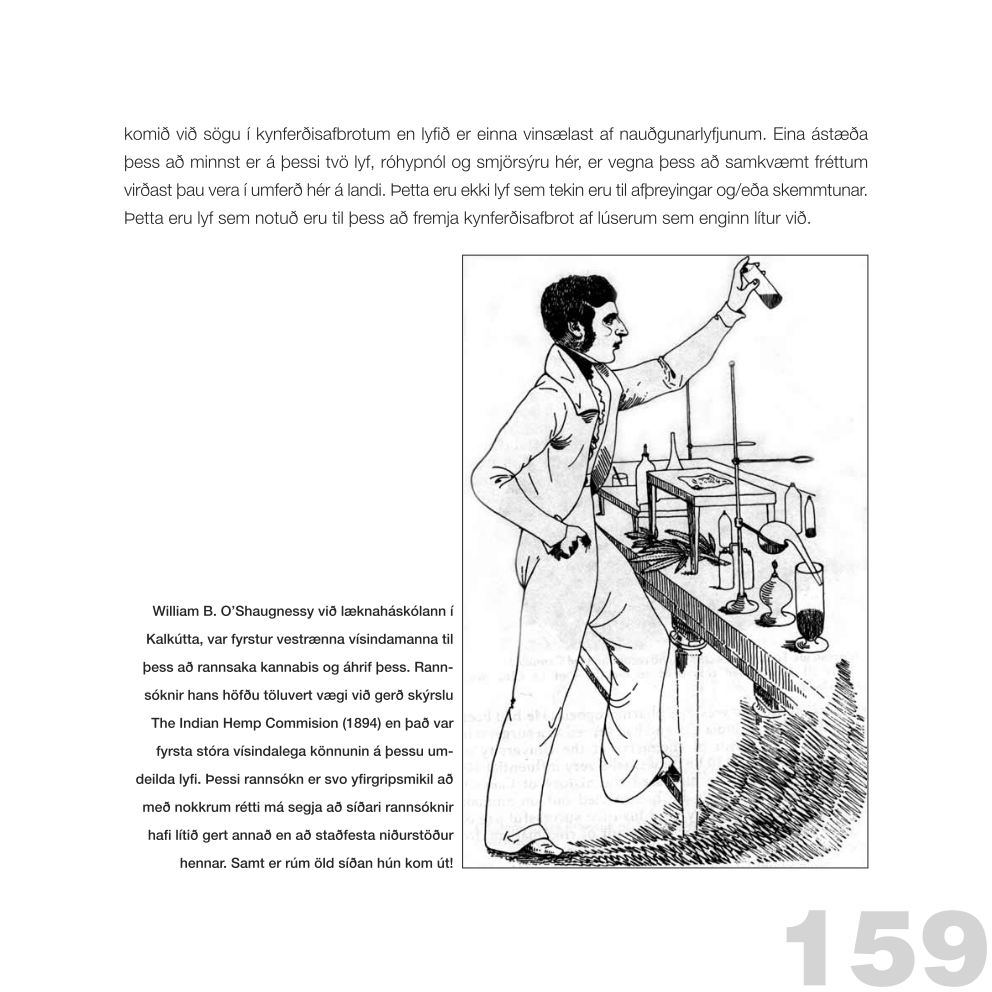 komið við sögu í kynferðisafbrotum en lyfið er einna vinsælast af nauðgunarlyfjunum. Eina ástæða
þess að minnst er á þessi tvö lyf, róhypnól og smjörsýru hér, er vegna þess að samkvæmt fréttum
virðast þau vera í umferð hér á landi. Þetta eru ekki lyf sem tekin eru til afþreyingar og/eða skemmtunar.
Þetta eru lyf sem notuð eru til þess að fremja kynferðisafbrot af lúserum sem enginn lítur við.
William B. O’Shaugnessy við læknaháskólann í
Kalkútta, var fyrstur vestrænna vísindamanna til
þess að rannsaka kannabis og áhrif þess. Rann-
sóknir hans höfðu töluvert vægi við gerð skýrslu
The Indian Hemp Commision (1894) en það var
fyrsta stóra vísindalega könnunin á þessu um-
deilda lyfi. Þessi rannsókn er svo yfirgripsmikil að
með nokkrum rétti má segja að síðari rannsóknir
hafi lítið gert annað en að staðfesta niðurstöður
hennar. Samt er rúm öld síðan hún kom út!
159